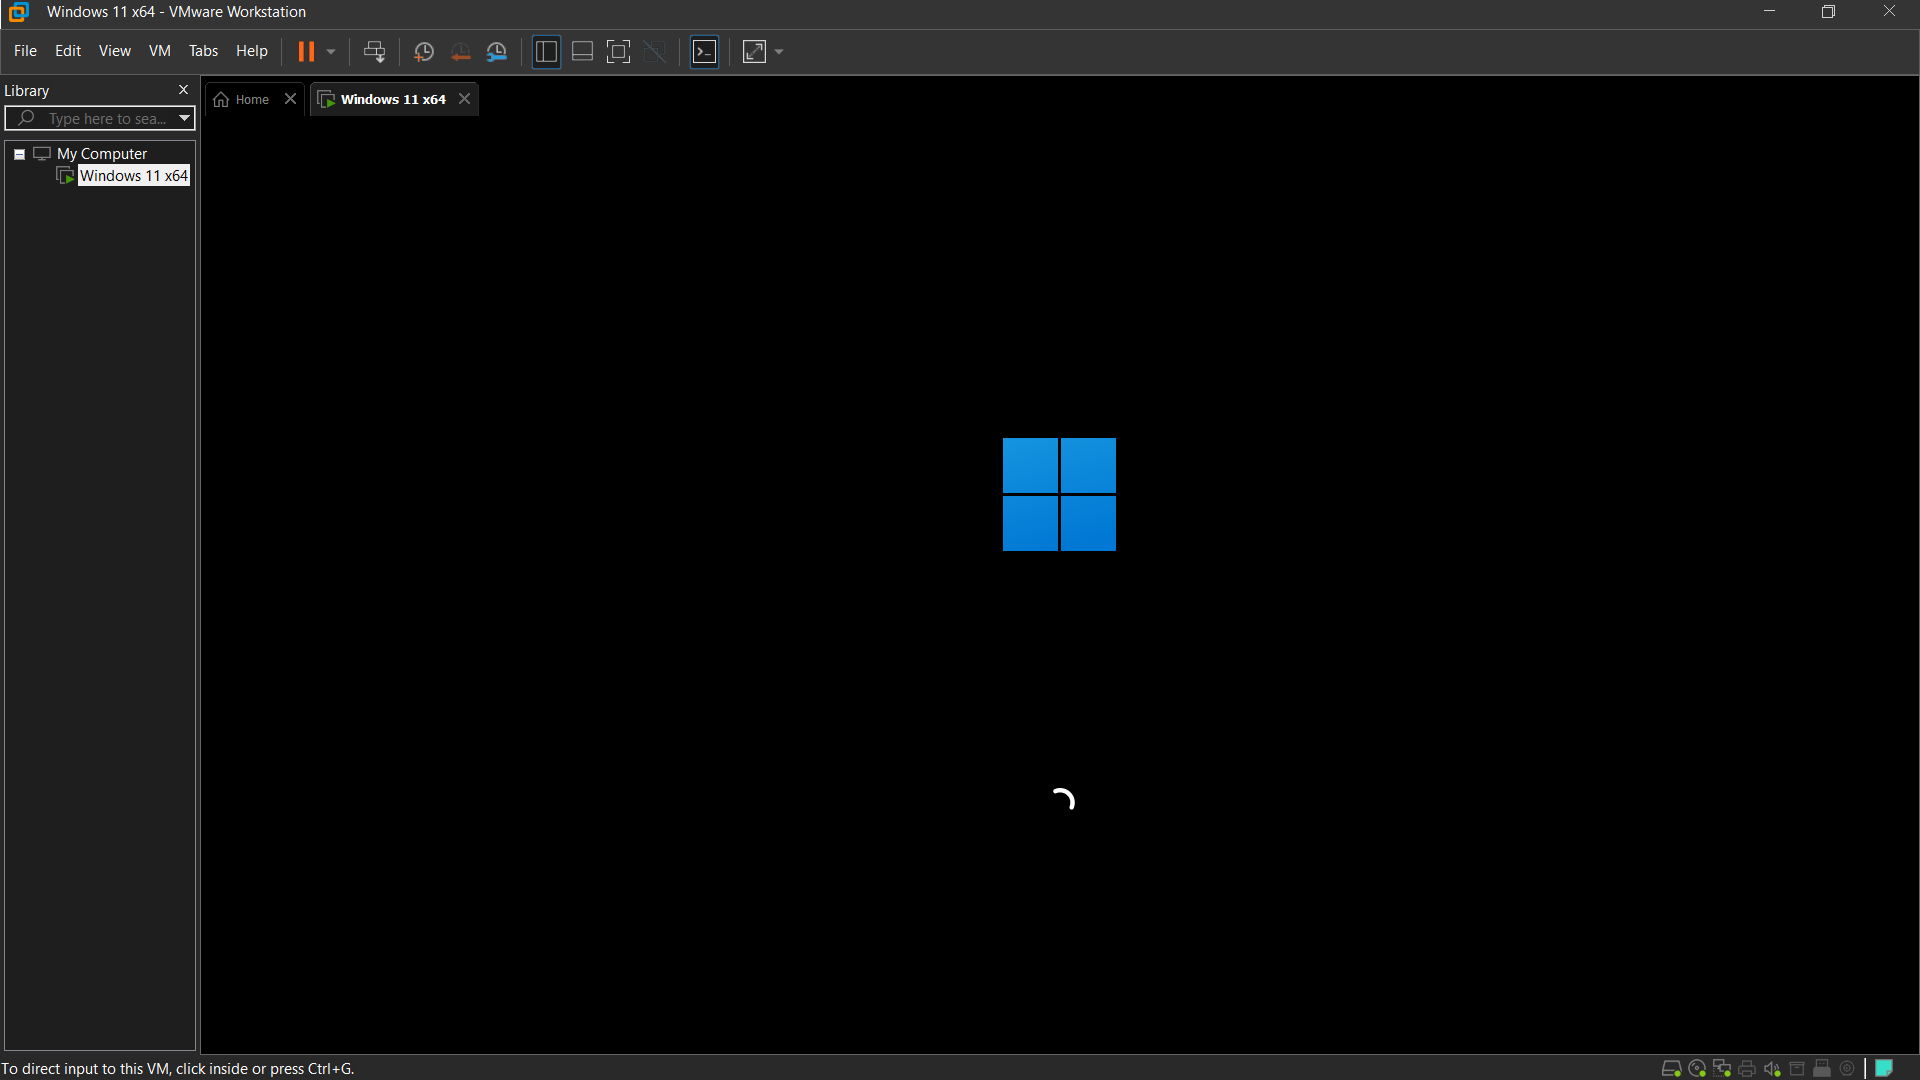 Windows 11 x64 - VMware Workstation
File Edit View VM Tabs Help
Library
Home
Windows 11 x64
Type here to sea...
My Computer
Windows 11 x64
To direct input to this VM, click inside or press Ctrl+G.